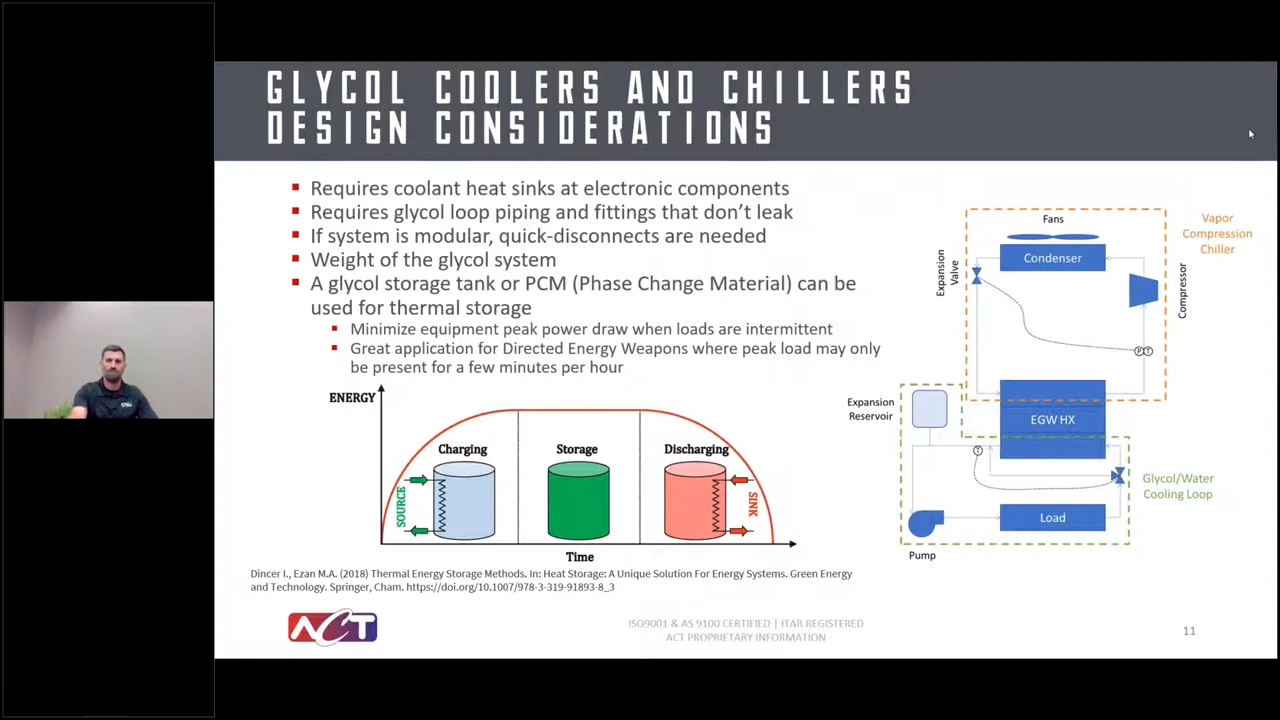 GLYCOL COOLERS AND CHILLERS
DESIGN CONSIDERATIONS
Requires coolant heat sinks at electronic components
Requires glycol loop piping and fittings that don’t leak
If system is modular, quick-disconnects are needed
Weight of the glycol system
A glycol storage tank or PCM (Phase Change Material) can be
used for thermal storage
Minimize equipment peak power draw when loads are intermittent
Great application for Directed Energy Weapons where peak load may only
be present for a few minutes per hour
ENERGY
Charging
Storage
Discharging
SOURCE
SINK
Time
Dincer I., Ezan M.A. (2018) Thermal Energy Storage Methods. In: Heat Storage: A Unique Solution For Energy Systems. Green Energy
and Technology. Springer, Cham. https://doi.org/10.1007/978-3-319-91893-8_3
Fans
Condenser
Expansion
Valve
Compressor
Vapor
Compression
Chiller
P T
EGW HX
Expansion
Reservoir
T
Load
Pump
Glycol/Water
Cooling Loop
ACT
ISO9001 & AS 9100 CERTIFIED | ITAR REGISTERED
ACT PROPRIETARY INFORMATION
11